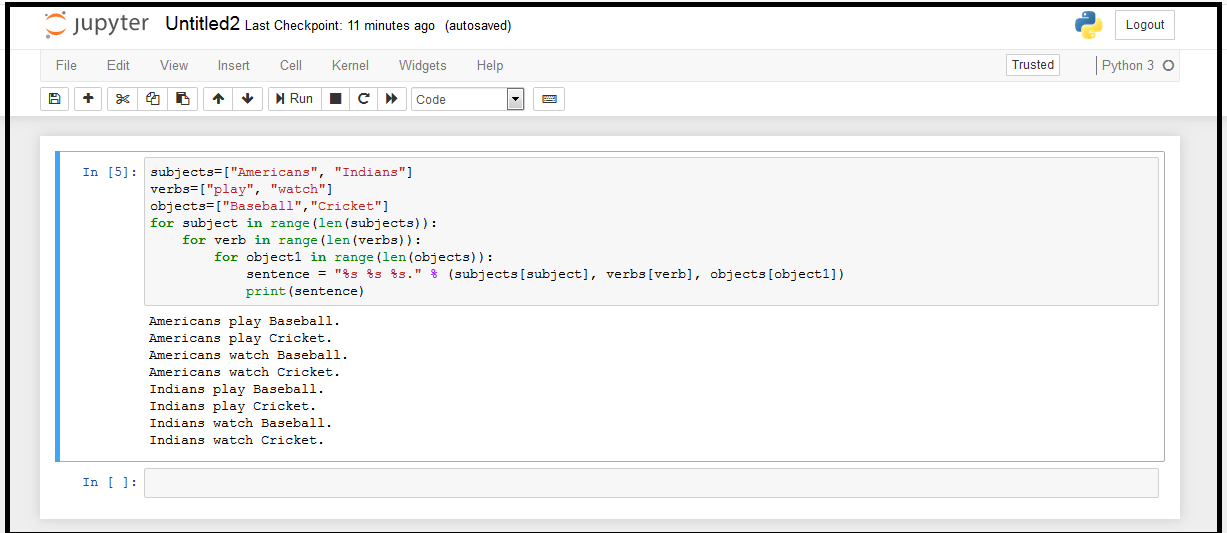 jupyter Untitled2 Last Checkpoint: 11 minutes ago (autosaved) Logout
File Edit View Insert Cell Kernel Widgets Help Trusted Python 3
Run Code
In [5]: subjects=["Americans", "Indians"]
verbs=["play", "watch"]
objects=["Baseball","Cricket"]
for subject in range(len(subjects)):
    for verb in range(len(verbs)):
        for object1 in range(len(objects)):
            sentence = "%s %s %s." % (subjects[subject], verbs[verb], objects[object1])
            print(sentence)
Americans play Baseball.
Americans play Cricket.
Americans watch Baseball.
Americans watch Cricket.
Indians play Baseball.
Indians play Cricket.
Indians watch Baseball.
Indians watch Cricket.
In [ ]: